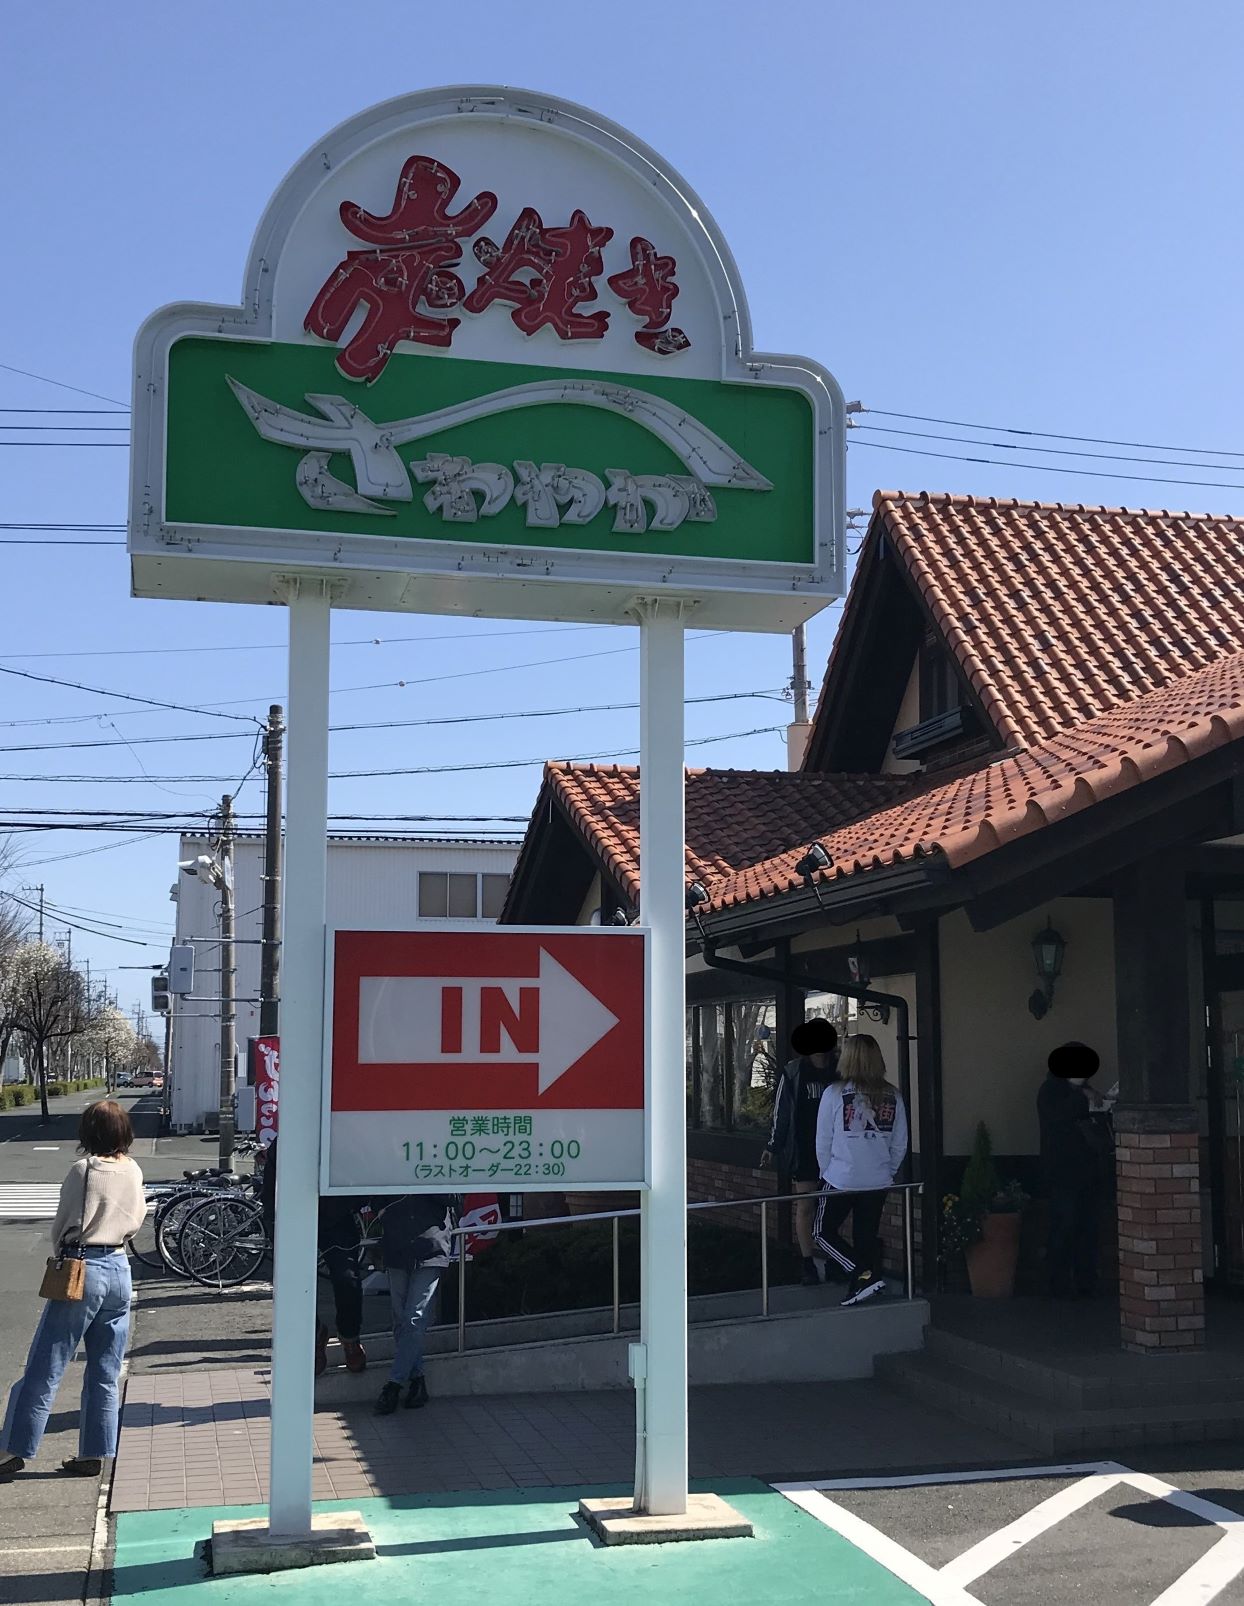 炭焼き
さわやか
IN
営業時間
11:00～23:00
(ラストオーダー22:30)